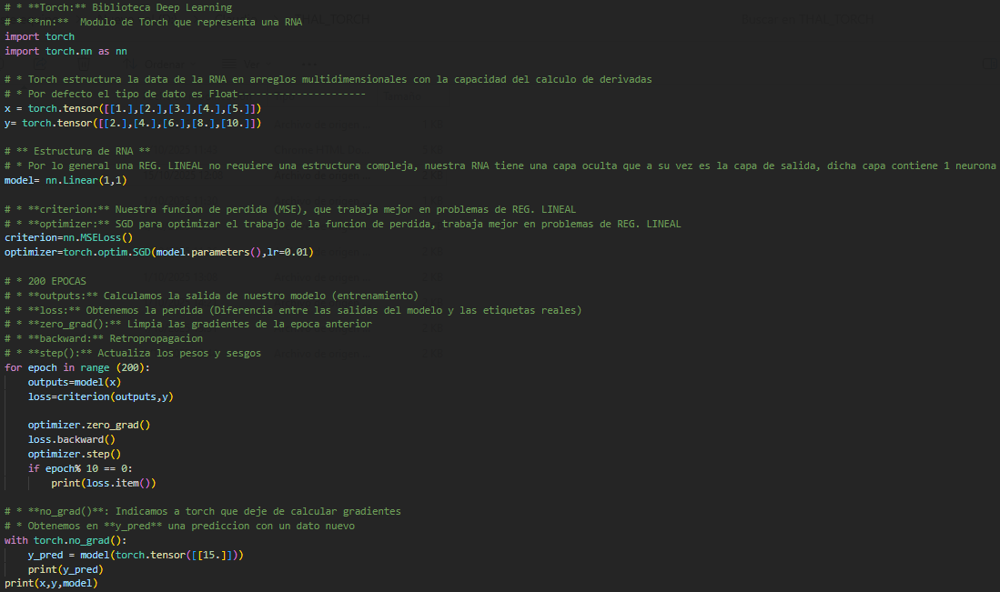 # * **Torch:** Biblioteca Deep Learning
# * **nn:**  Modulo de Torch que representa una RNA
import torch
import torch.nn as nn
# * Torch estructura la data de la RNA en arreglos multidimensionales con la capacidad del calculo de derivadas
# * Por defecto el tipo de dato es Float----------------------
x = torch.tensor([[1.],[2.],[3.],[4.],[5.]])
y= torch.tensor([[2.],[4.],[6.],[8.],[10.]])
# ** Estructura de RNA **
# * Por lo general una REG. LINEAL no requiere una estructura compleja, nuestra RNA tiene una capa oculta que a su vez es la capa de salida, dicha capa contiene 1 neurona
model= nn.Linear(1,1)
# * **criterion:** Nuestra funcion de perdida (MSE), que trabaja mejor en problemas de REG. LINEAL
# * **optimizer:** SGD para optimizar el trabajo de la funcion de perdida, trabaja mejor en problemas de REG. LINEAL
criterion=nn.MSELoss()
optimizer=torch.optim.SGD(model.parameters(),lr=0.01)
# * 200 EPOCAS
# * **outputs:** Calculamos la salida de nuestro modelo (entrenamiento)
# * **loss:** Obtenemos la perdida (Diferencia entre las salidas del modelo y las etiquetas reales)
# * **zero_grad():** Limpia las gradientes de la epoca anterior
# * **backward:** Retropropagacion
# * **step():** Actualiza los pesos y sesgos
for epoch in range (200):
    outputs=model(x)
    loss=criterion(outputs,y)
    optimizer.zero_grad()
    loss.backward()
    optimizer.step()
    if epoch% 10 == 0:
        print(loss.item())
# * **no_grad()**: Indicamos a torch que deje de calcular gradientes
# * Obtenemos en **y_pred** una prediccion con un dato nuevo
with torch.no_grad():
    y_pred = model(torch.tensor([[15.]]))
    print(y_pred)
print(x,y,model)